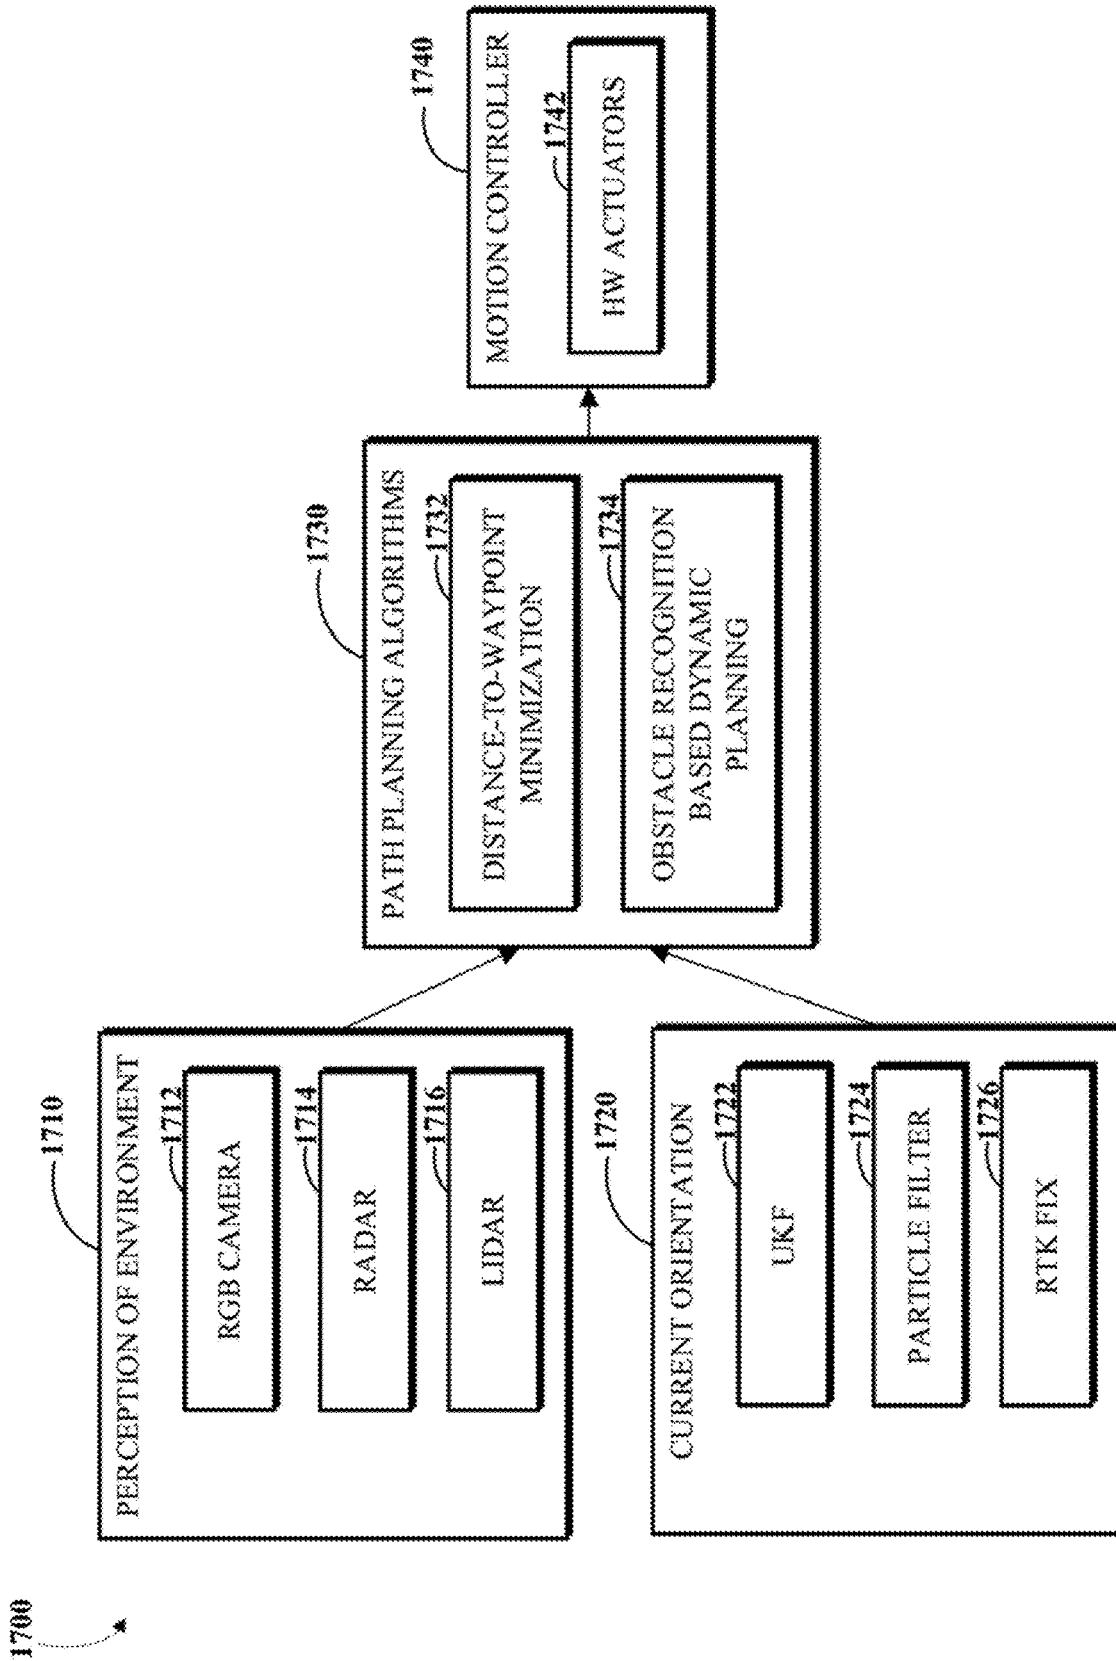 1700
1710
PERCEPTION OF ENVIRONMENT
1712
RGB CAMERA
1714
RADAR
1716
LIDAR
1720
CURRENT ORIENTATION
1722
UKF
1724
PARTICLE FILTER
1726
RTK FIX
1730
PATH PLANNING ALGORITHMS
1732
DISTANCE-TO-WAYPOINT
MINIMIZATION
1734
OBSTACLE RECOGNITION
BASED DYNAMIC
PLANNING
1740
MOTION CONTROLLER
1742
HW ACTUATORS